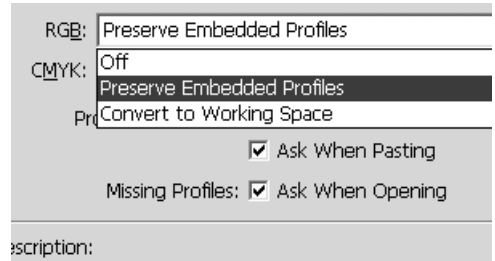 RGB: Preserve Embedded Profiles
CMYK: Off
Preserve Embedded Profiles
Convert to Working Space
Ask When Pasting
Missing Profiles: Ask When Opening